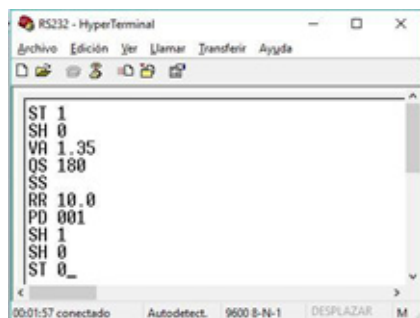 RS232 - HyperTerminal
Archivo Edición Ver Llamar Transferir Ayuda
ST 1
SH 0
VA 1.35
QS 180
SS
RR 10.0
PD 001
SH 1
SH 0
ST 0_
00:01:57 conectado Autodetect. 9600 8-N-1 DESPLAZAR M